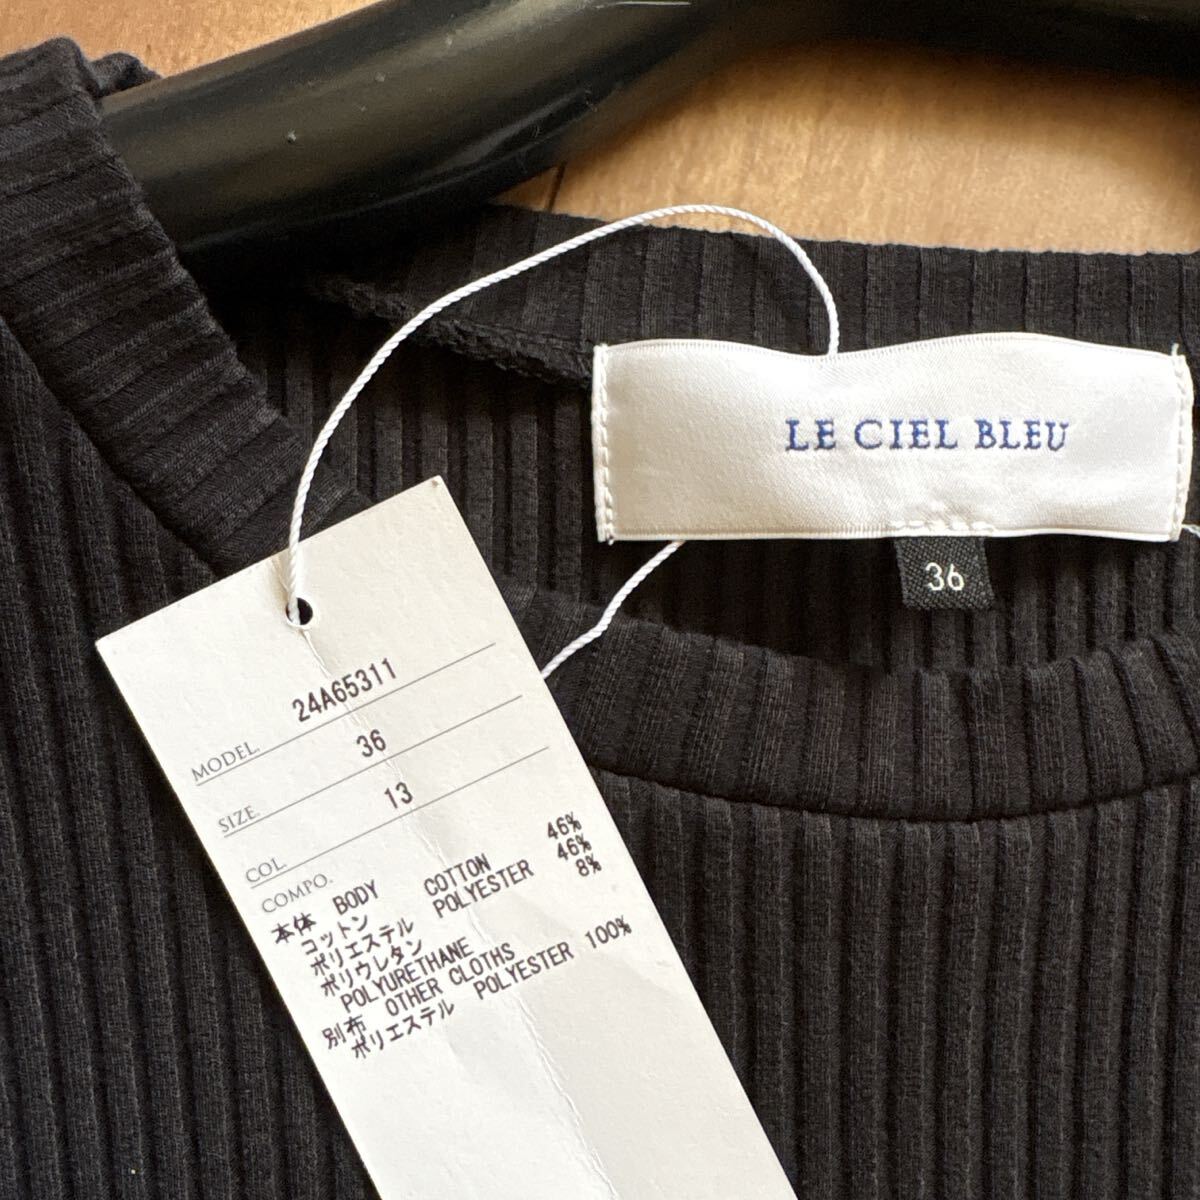 LE CIEL BLEU
36
24A65311
MODEL.
36
SIZE.
13
COL.
COMPO.
本体 BODY
コットン COTTON 46%
ポリエステル POLYESTER 46%
ポリウレタン 8%
POLYURETHANE
別布 OTHER CLOTHS
ポリエステル POLYESTER 100%